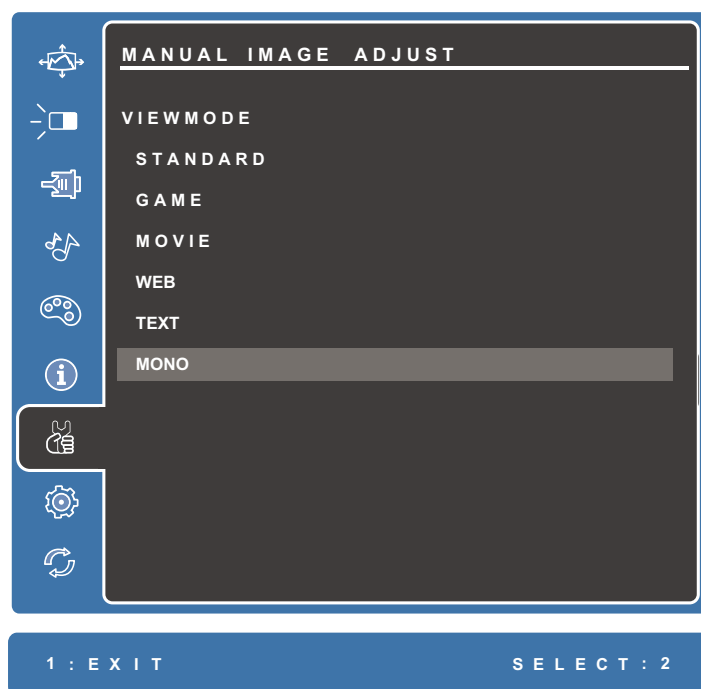 MANUAL IMAGE ADJUST
VIEWMODE
STANDARD
GAME
MOVIE
WEB
TEXT
MONO
1:EXIT SELECT:2